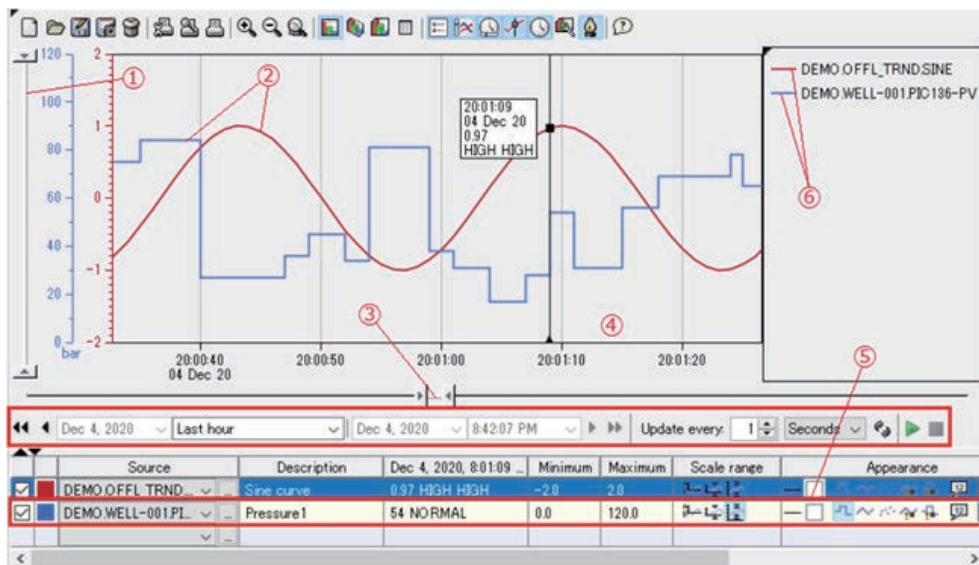 120
100
80
60
40
20
0
bar
2
1
0
-1
-2
①
②
20:01:09
04 Dec 20
0.97
HIGH HIGH
DEMO.OFFL_TRND.SINE
DEMO.WELL-001.PIC186-PV
⑥
③
④
⑤
20:00:40 20:00:50 20:01:00 20:01:10 20:01:20
04 Dec 20
Dec 4, 2020 Last hour Dec 4, 2020 8:42:07 PM Update every: 1 Seconds
Source Description Dec 4, 2020, 8:01:09 ... Minimum Maximum Scale range Appearance
DEMO.OFFL_TRND... ... Sine curve 0.97 HIGH HIGH -2.0 2.0
DEMO.WELL-001.PI... ... Pressure1 54 NORMAL 0.0 120.0
...